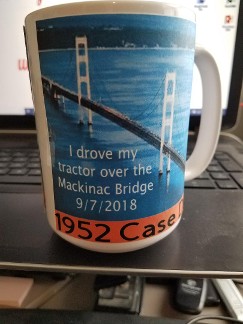 I drove my
tractor over the
Mackinac Bridge
9/7/2018
1952 Case